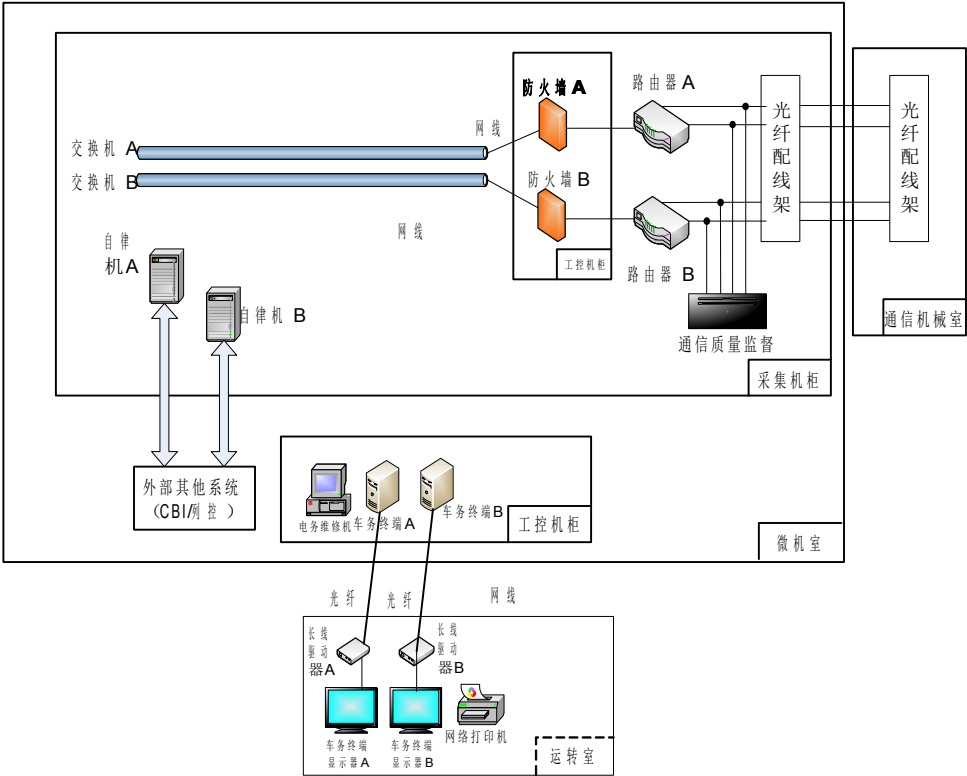 防火墙 A
路由器 A
网线
光
纤
配
线
架
光
纤
配
线
架
交换机 A
交换机 B
防火墙 B
网线
自律
机A
工控机柜
路由器 B
自律机 B
通信机械室
通信质量监督
采集机柜
外部其他系统
（CBI/列控）
电务维修机
车务终端A
车务终端B
工控机柜
微机室
光纤
光纤
网线
长线
驱动
器A
长线
驱动
器B
网络打印机
车务终端
显示器A
车务终端
显示器B
运转室